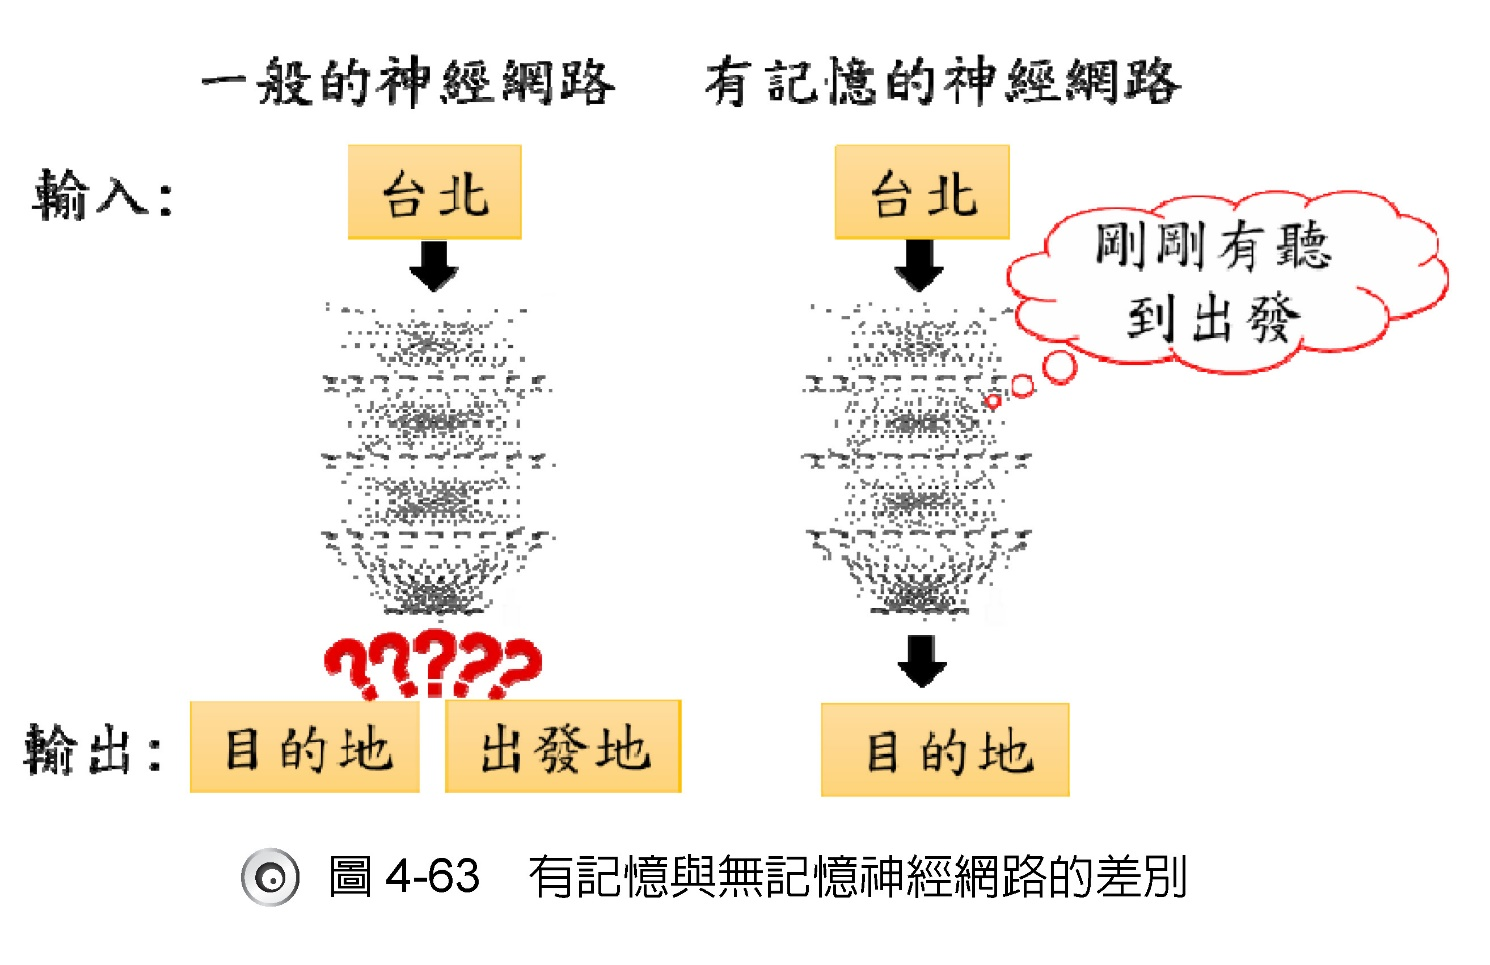 一般的神經網路 有記憶的神經網路
輸入: 台北 台北
剛剛有聽
到出發
?????
輸出: 目的地 出發地 目的地
圖 4-63 有記憶與無記憶神經網路的差別